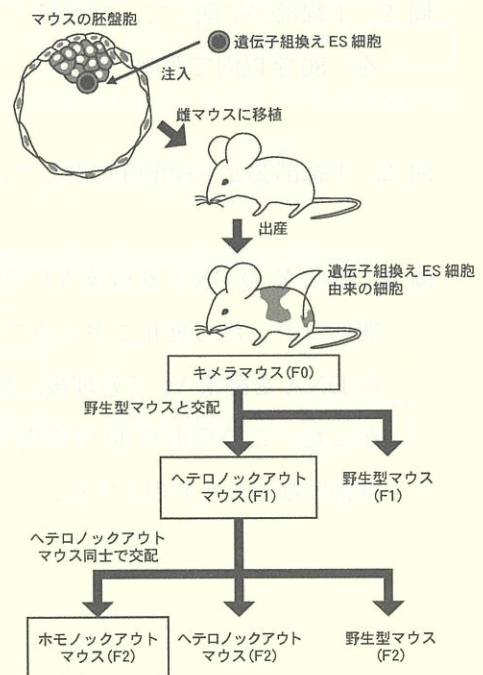 マウスの胚盤胞
遺伝子組換え ES 細胞
注入
雌マウスに移植
出産
遺伝子組換え ES 細胞
由来の細胞
キメラマウス(F0)
野生型マウスと交配
ヘテロノックアウト
マウス(F1)
野生型マウス
(F1)
ヘテロノックアウト
マウス同士で交配
ホモノックアウト
マウス(F2)
ヘテロノックアウト
マウス(F2)
野生型マウス
(F2)